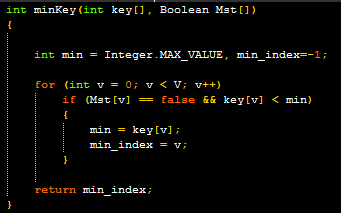 int minKey(int key[], Boolean Mst[])
{
int min = Integer.MAX_VALUE, min_index=-1;
for (int v = 0; v < V; v++)
if (Mst[v] == false && key[v] < min)
{
min = key[v];
min_index = v;
}
return min_index;
}